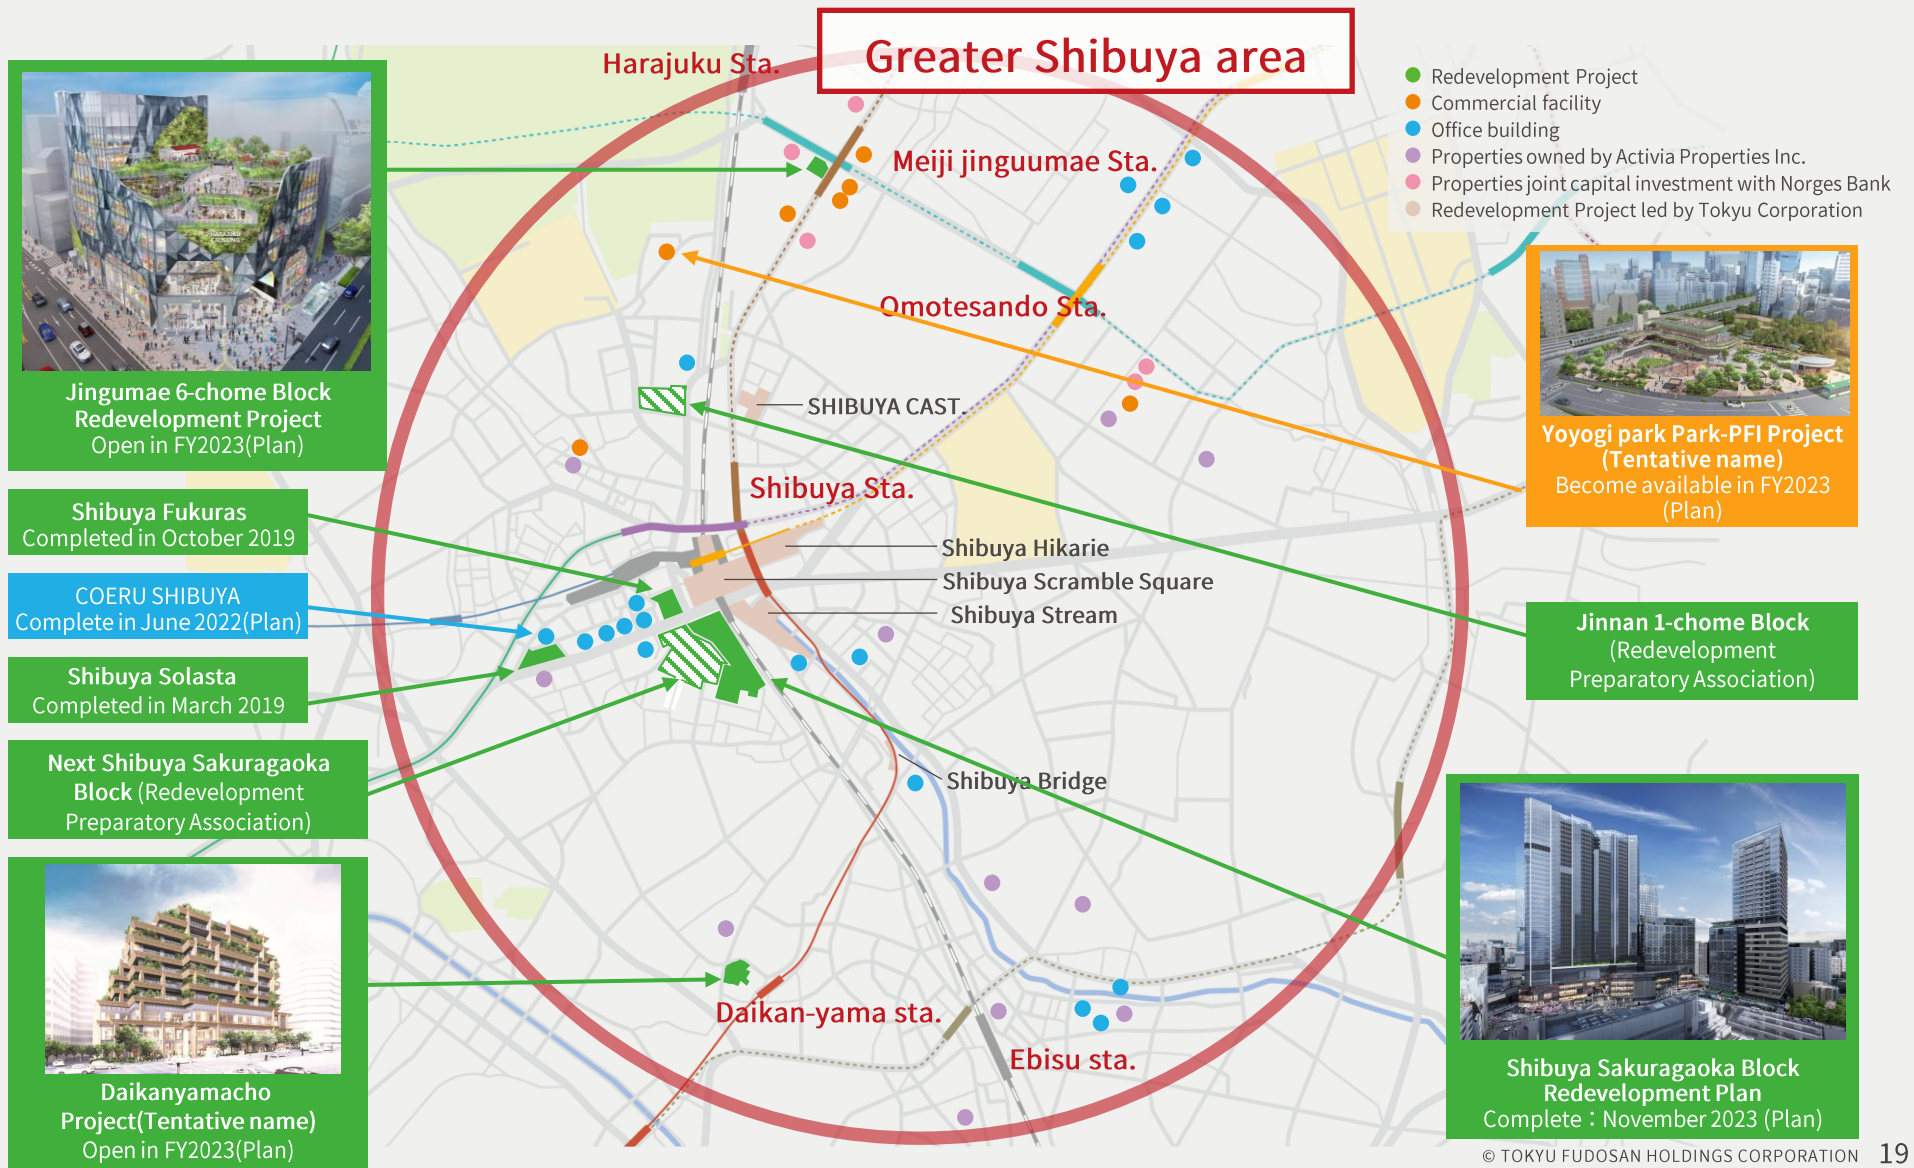 Greater Shibuya area
Harajuku Sta.
Redevelopment Project
Commercial facility
Office building
Properties owned by Activia Properties Inc.
Properties joint capital investment with Norges Bank
Redevelopment Project led by Tokyu Corporation
Meiji jinguumae Sta.
Omotesando Sta.
SHIBUYA CAST.
Shibuya Sta.
Shibuya Hikarie
Shibuya Scramble Square
Shibuya Stream
Shibuya Bridge
Daikan-yama sta.
Ebisu sta.
Jingumae 6-chome Block
Redevelopment Project
Open in FY2023(Plan)
Shibuya Fukuras
Completed in October 2019
COERU SHIBUYA
Complete in June 2022(Plan)
Shibuya Solasta
Completed in March 2019
Next Shibuya Sakuragaoka
Block (Redevelopment
Preparatory Association)
Daikanyamacho
Project(Tentative name)
Open in FY2023(Plan)
Yoyogi park Park-PFI Project
(Tentative name)
Become available in FY2023
(Plan)
Jinnan 1-chome Block
(Redevelopment
Preparatory Association)
Shibuya Sakuragaoka Block
Redevelopment Plan
Complete：November 2023 (Plan)
© TOKYU FUDOSAN HOLDINGS CORPORATION 19